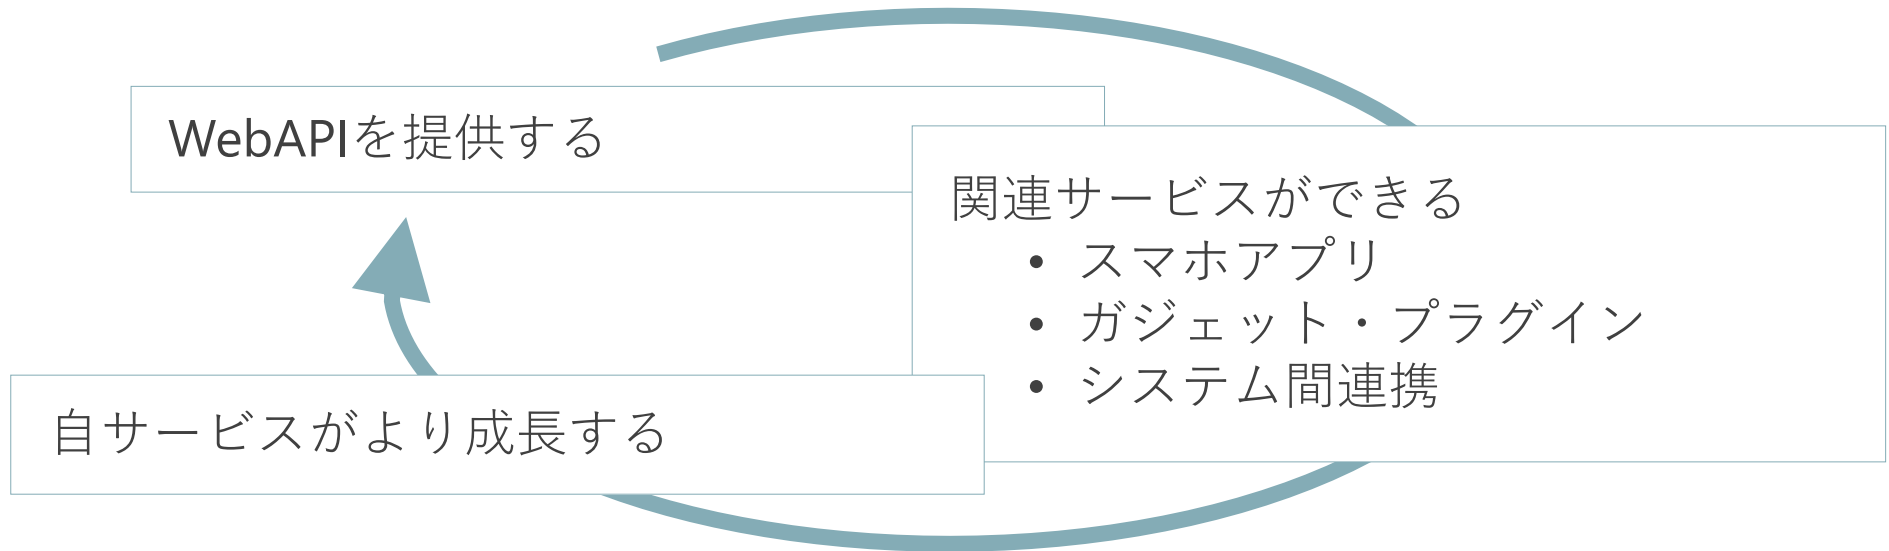 WebAPIを提供する
関連サービスができる
• スマホアプリ
• ガジェット・プラグイン
• システム間連携
自サービスがより成長する